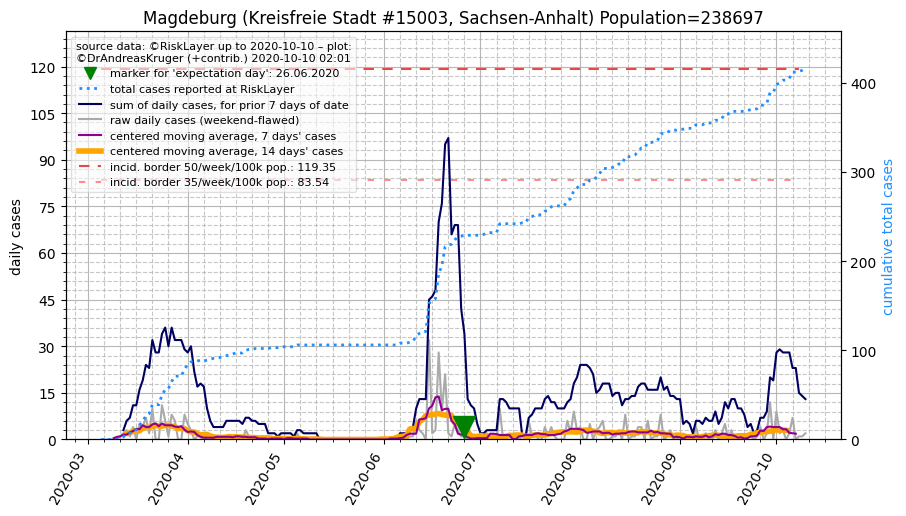 Magdeburg (Kreisfreie Stadt #15003, Sachsen-Anhalt) Population=238697
source data: ©RiskLayer up to 2020-10-10 – plot:
©DrAndreasKruger (+contrib.) 2020-10-10 02:01
marker for 'expectation day': 26.06.2020
total cases reported at RiskLayer
sum of daily cases, for prior 7 days of date
raw daily cases (weekend-flawed)
centered moving average, 7 days' cases
centered moving average, 14 days' cases
incid. border 50/week/100k pop.: 119.35
incid. border 35/week/100k pop.: 83.54
daily cases
120
105
90
75
60
45
30
15
0
400
300
200
100
0
cumulative total cases
2020-03
2020-04
2020-05
2020-06
2020-07
2020-08
2020-09
2020-10